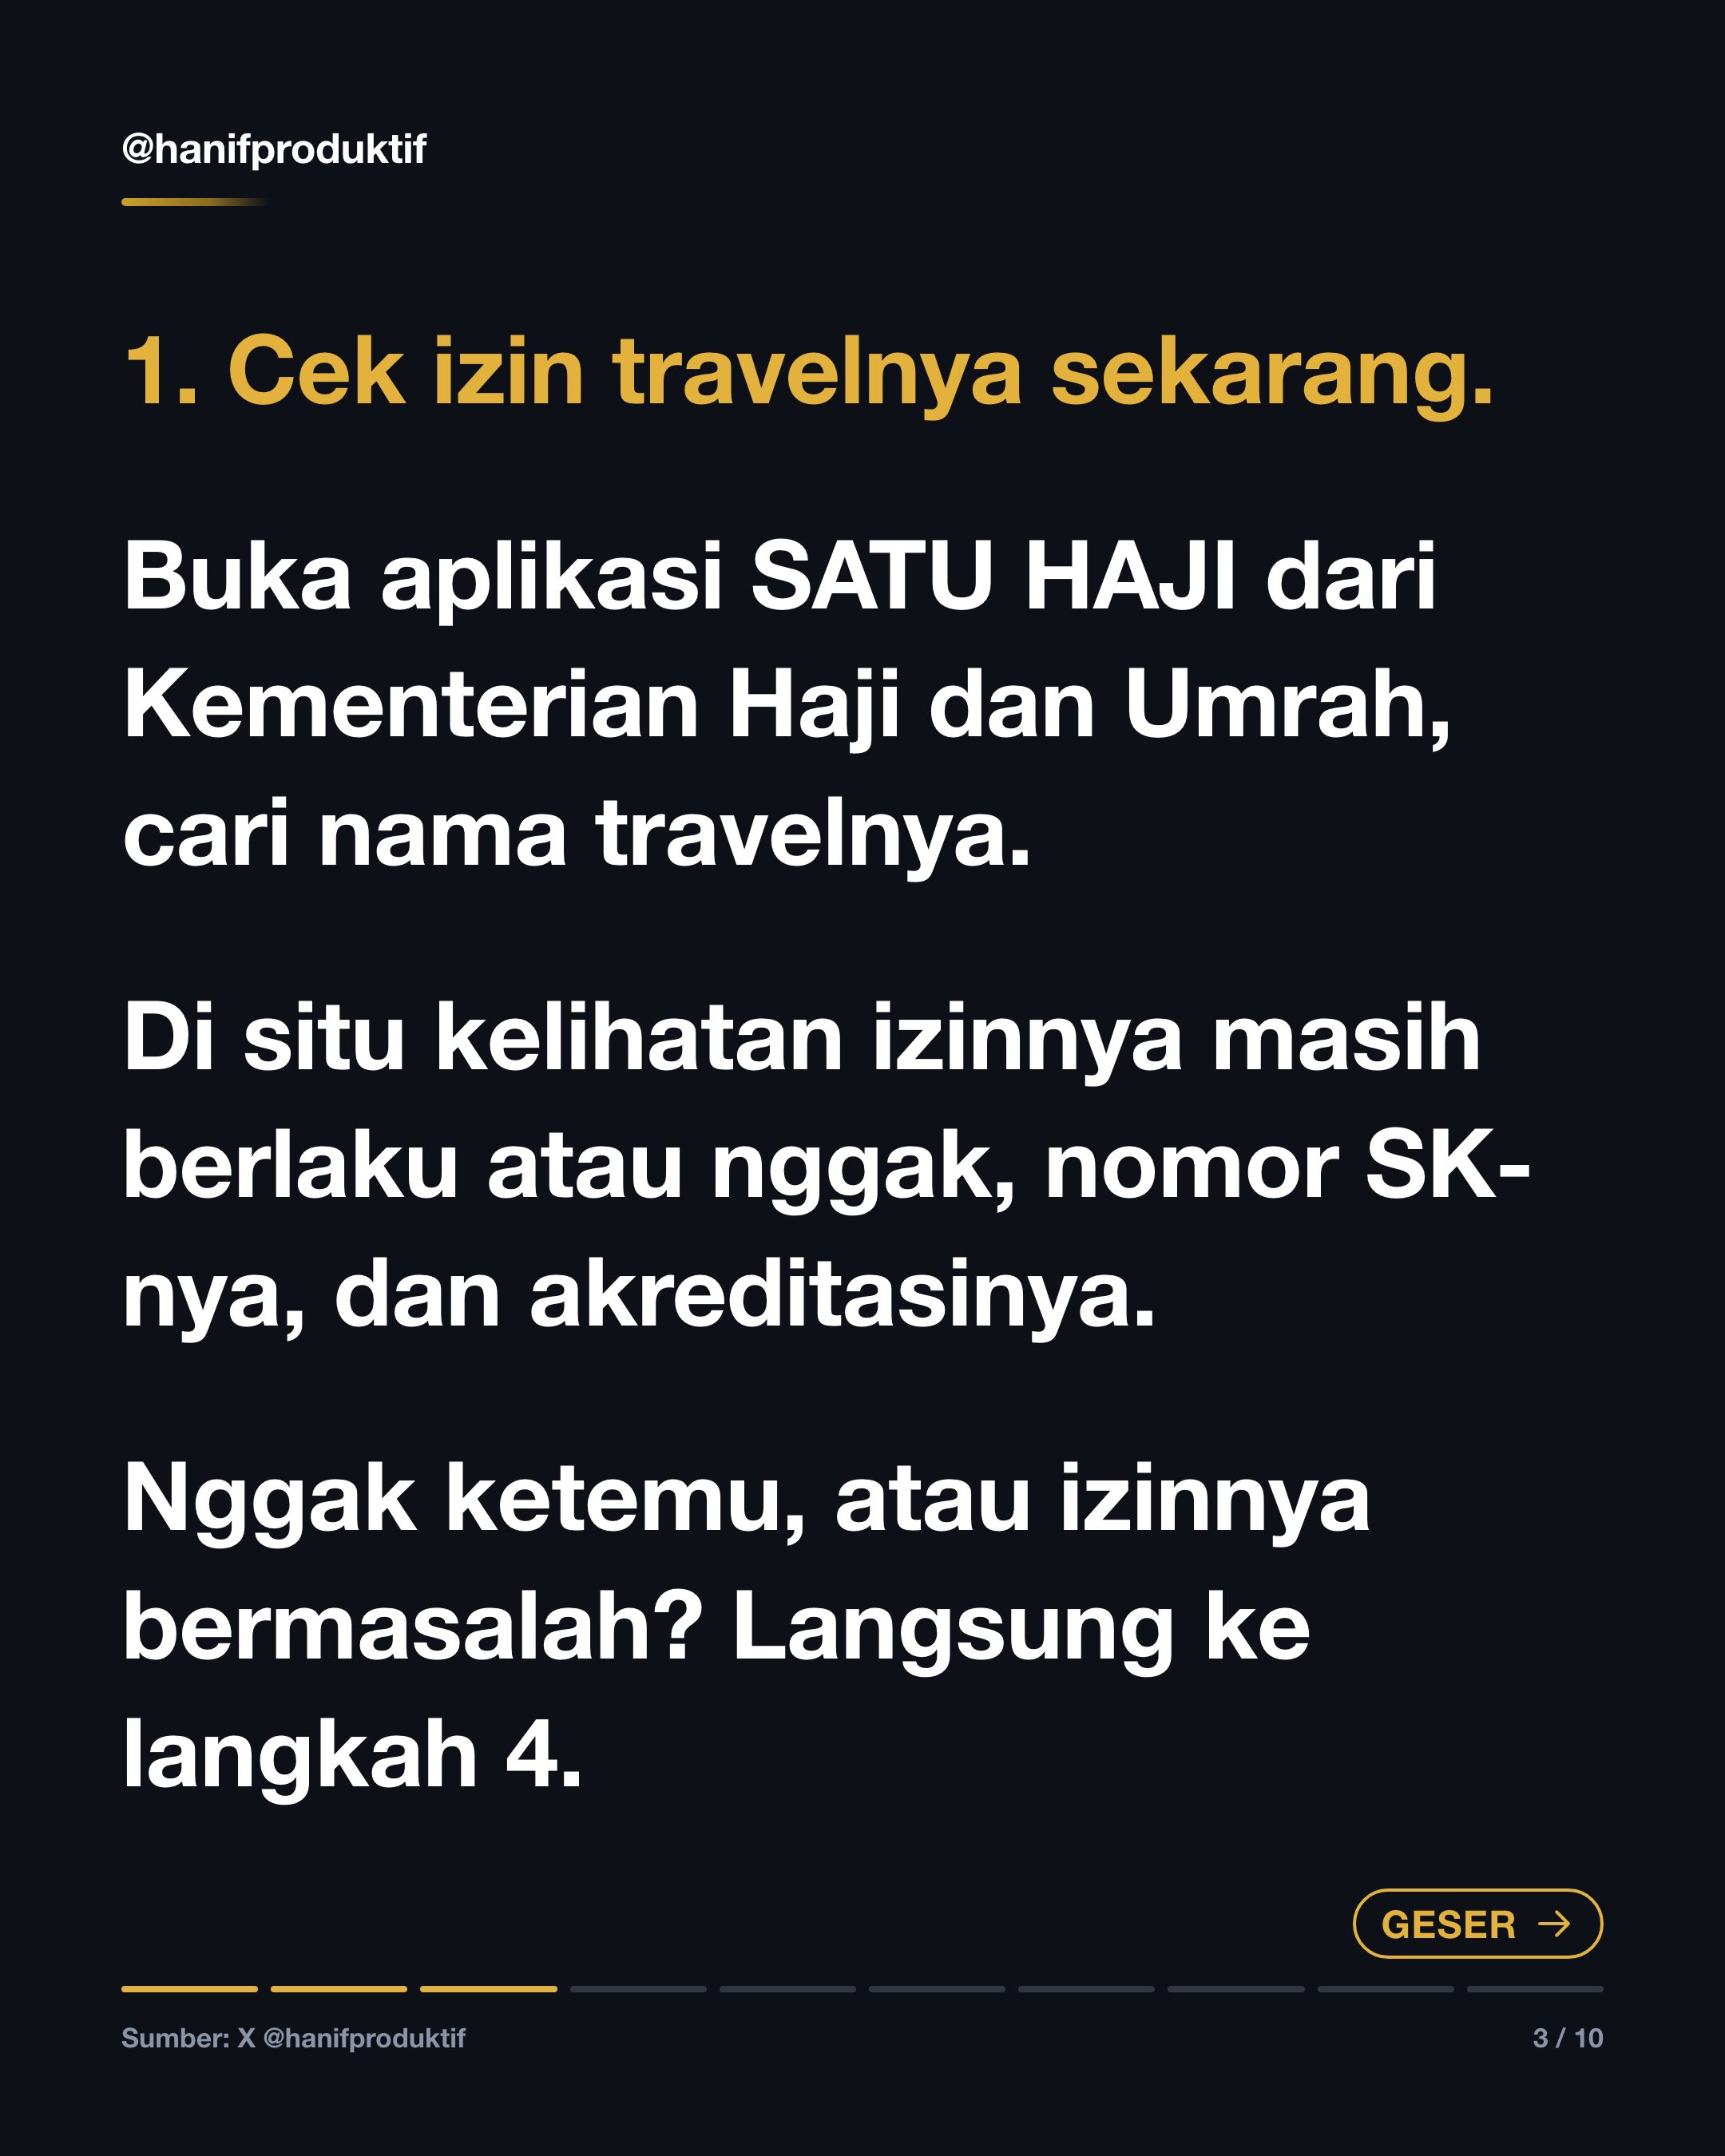 @hanifproduktif
1. Cek izin travelnya sekarang.
Buka aplikasi SATU HAJI dari
Kementerian Haji dan Umrah,
cari nama travelnya.
Di situ kelihatan izinnya masih
berlaku atau nggak, nomor SK-
nya, dan akreditasinya.
Nggak ketemu, atau izinnya
bermasalah? Langsung ke
langkah 4.
GESER →
Sumber: X @hanifproduktif
3 / 10